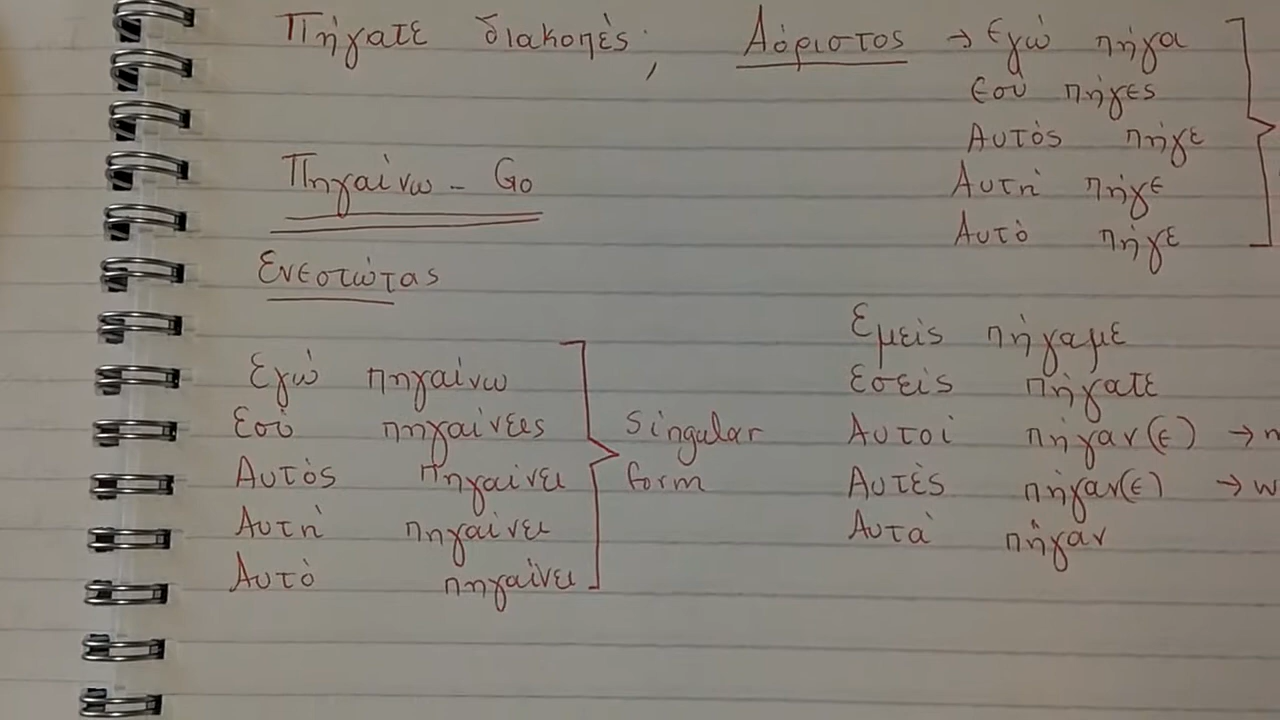 Πήγατε διακοπές; Αόριστος → Εγώ πήγα
Εσύ πήγες
Αυτός πήγε
Αυτή πήγε
Αυτό πήγε
Πηγαίνω - Go
Ενεστώτας
Εγώ πηγαίνω
Εσύ πηγαίνεις
Αυτός πηγαίνει
Αυτή πηγαίνει
Αυτό πηγαίνει
Singular
form
Εμείς πήγαμε
Εσείς πήγατε
Αυτοί πήγαν(ε) →
Αυτές πήγαν(ε) → w
Αυτά πήγαν